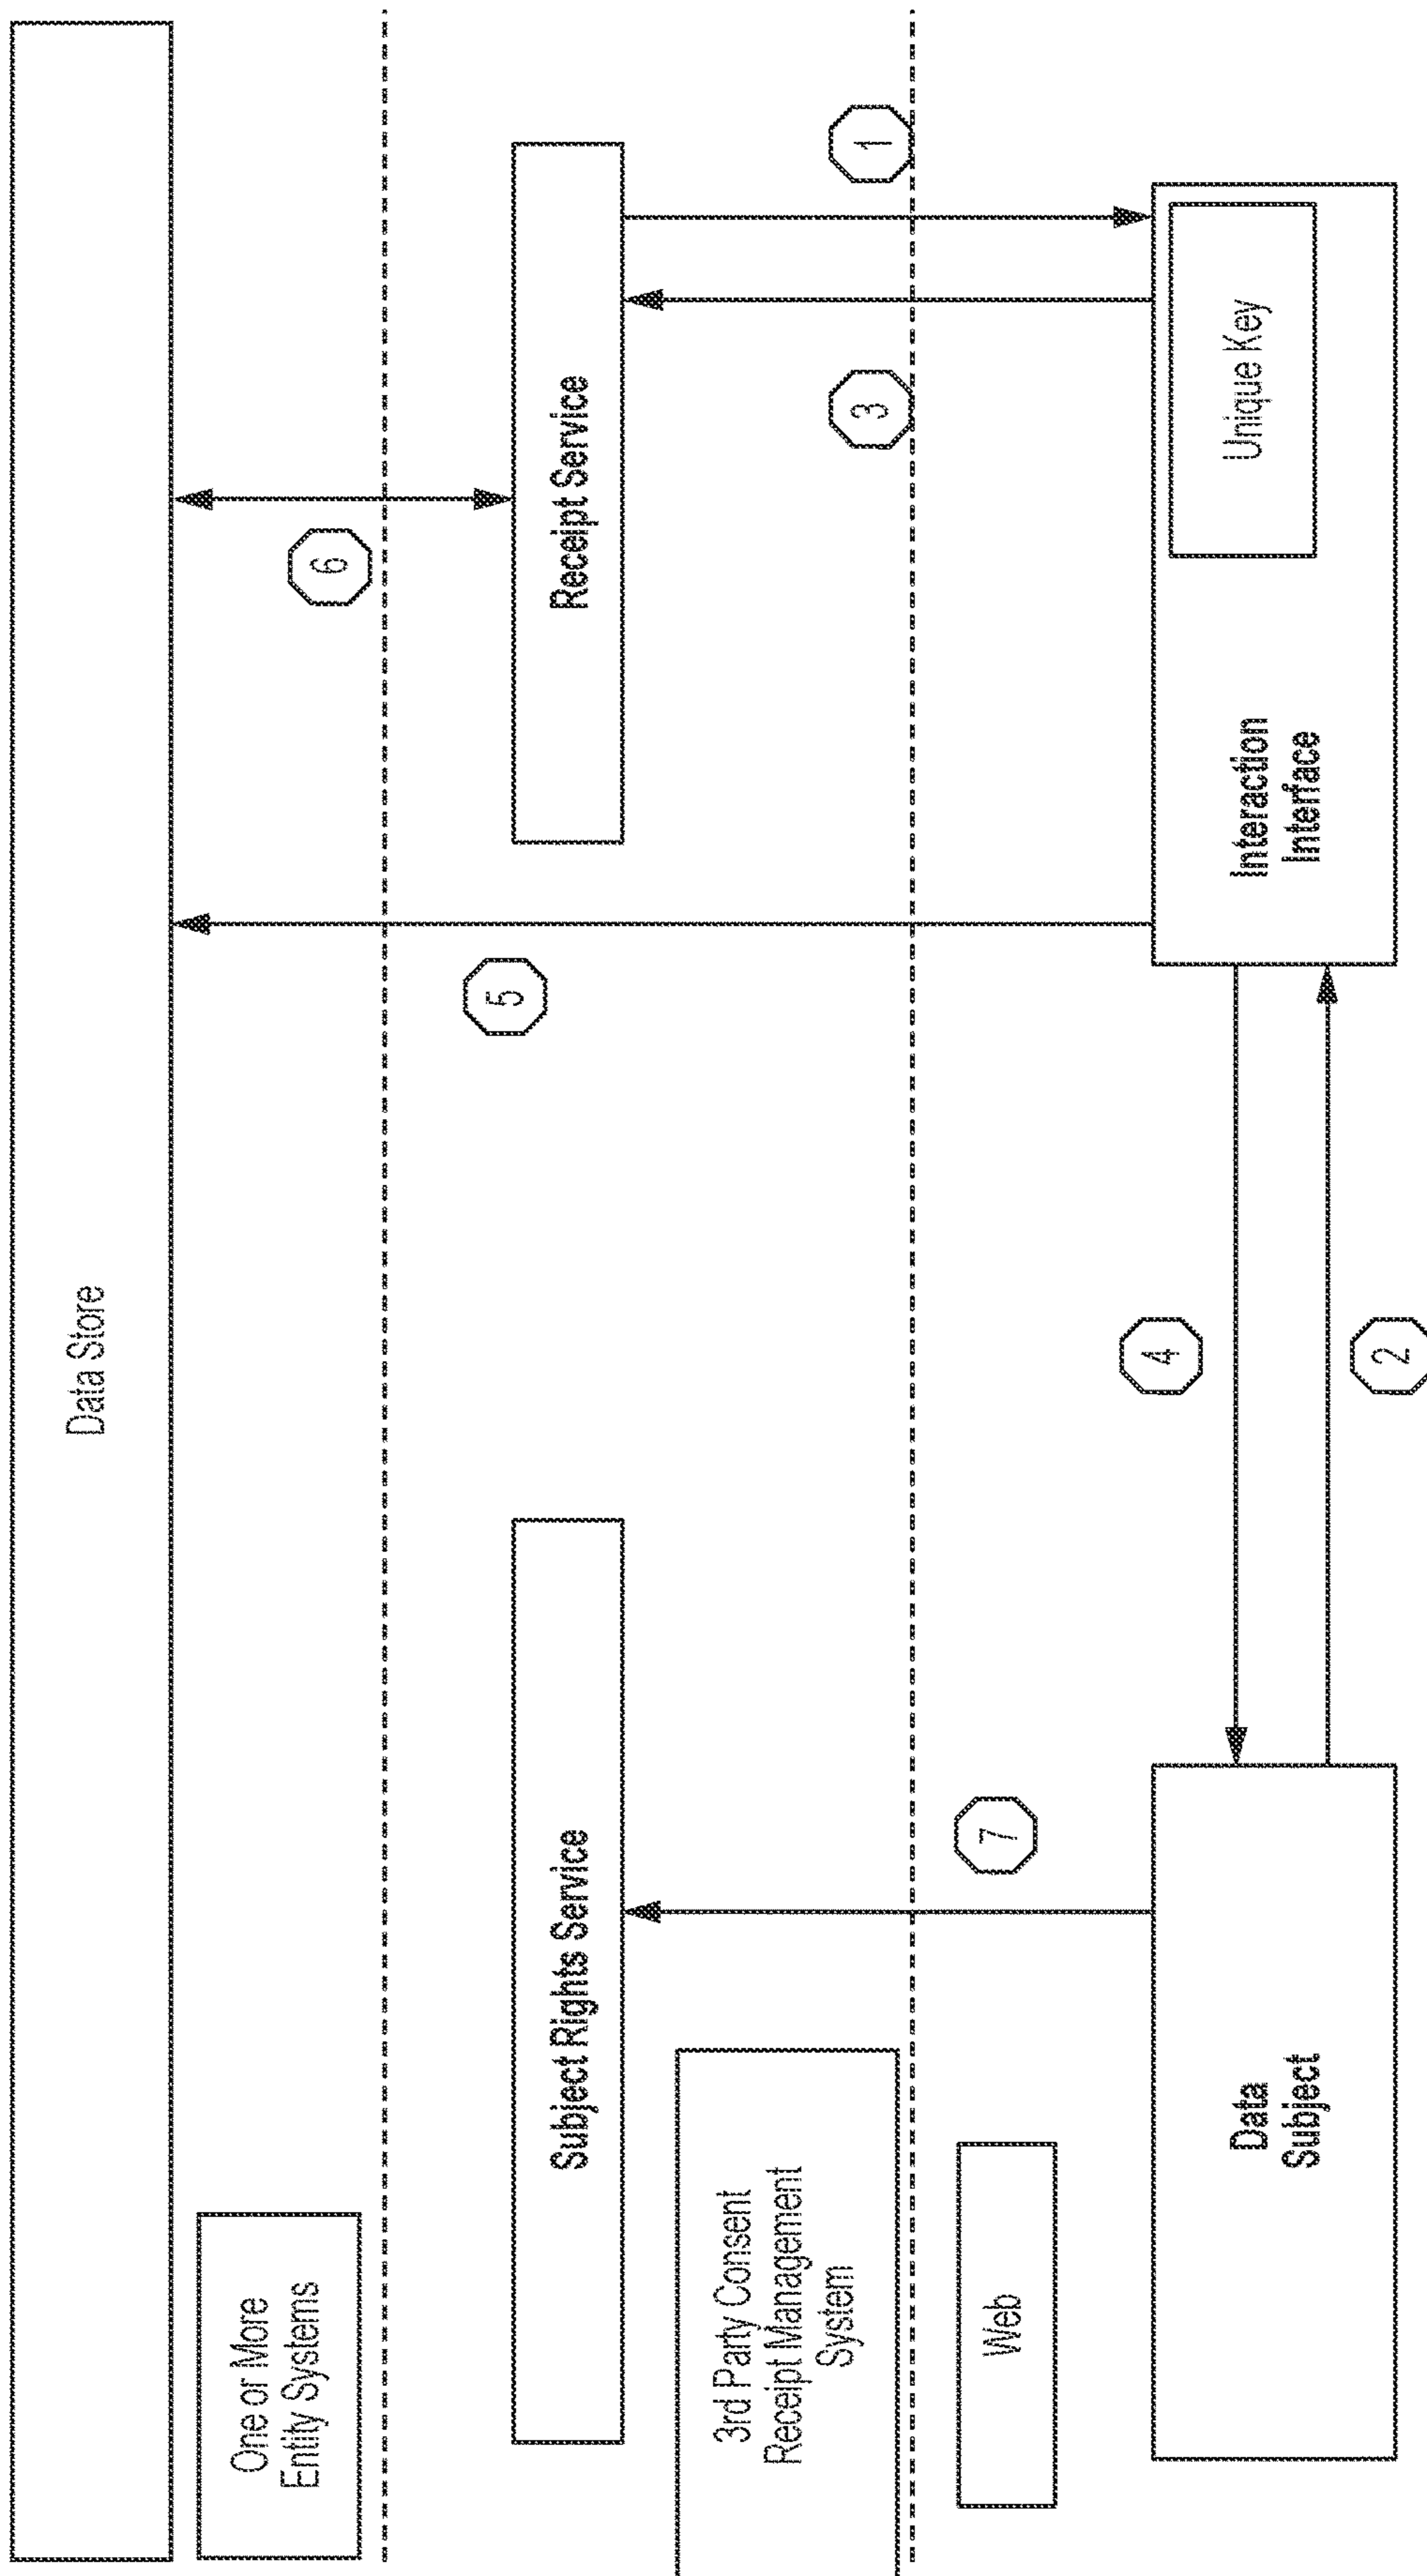 Data Store
One or More
Entity Systems
6
5
Subject Rights Service
Receipt Service
3rd Party Consent
Receipt Management
System
3
1
Web
7
4
Data
Subject
Interaction
Interface
Unique Key
2